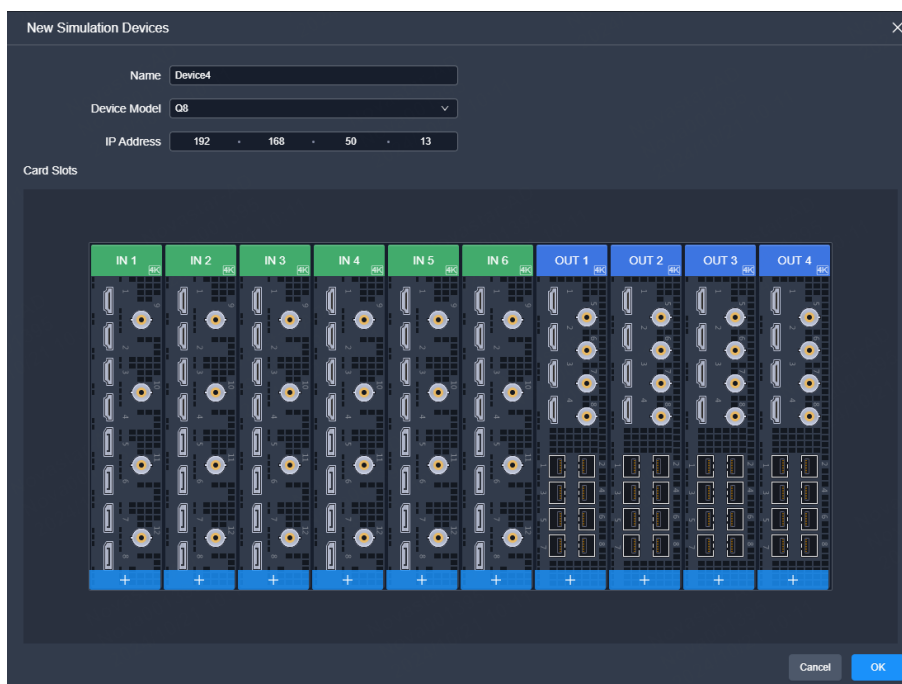 New Simulation Devices
Name Device4
Device Model Q8
IP Address 192 . 168 . 50 . 13
Card Slots
IN 1 4K IN 2 4K IN 3 4K IN 4 4K IN 5 4K IN 6 4K OUT 1 4K OUT 2 4K OUT 3 4K OUT 4 4K
+ + + + + + + + + +
Cancel OK